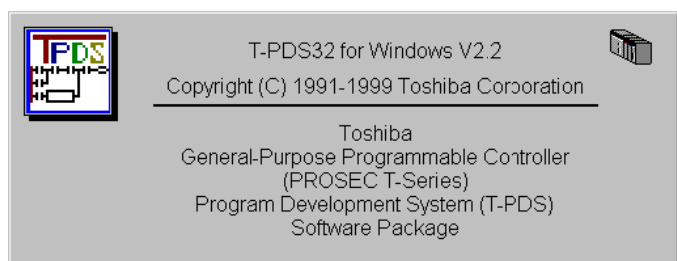 TPDS
T-PDS32 for Windows V2.2
Copyright (C) 1991-1999 Toshiba Corporation
Toshiba
General-Purpose Programmable Controller
(PROSEC T-Series)
Program Development System (T-PDS)
Software Package